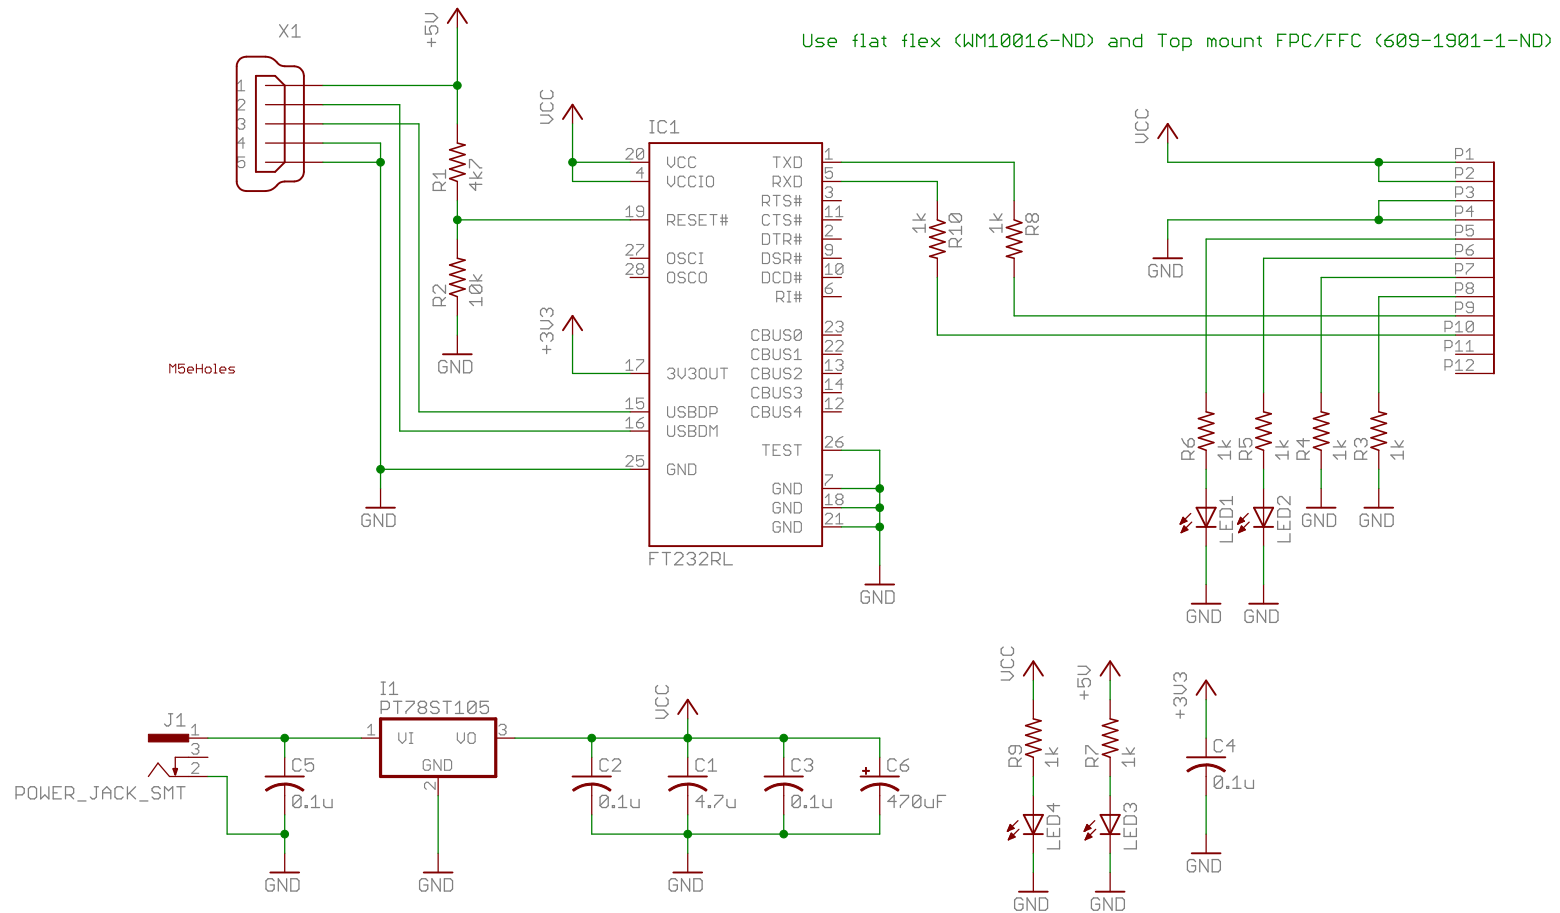 Use flat flex (WM10016-ND) and Top mount FPC/FFC (609-1901-1-ND)
X1
1
2
3
4
5
+5V
R1
4k7
R2
10k
GND
GND
M5eHoles
VCC
+3V3
IC1
20 VCC
4 VCCIO
19 RESET#
27 OSCI
28 OSCO
17 3V3OUT
15 USBDP
16 USBDM
25 GND
TXD 1
RXD 5
RTS# 3
CTS# 11
DTR# 2
DSR# 9
DCD# 10
RI# 6
CBUS0 23
CBUS1 22
CBUS2 13
CBUS3 14
CBUS4 12
TEST 26
GND 7
GND 18
GND 21
FT232RL
GND
1k
R10
1k
R8
VCC
GND
P1
P2
P3
P4
P5
P6
P7
P8
P9
P10
P11
P12
R6
1k
R5
1k
R4
1k
R3
1k
LED1
LED2
GND
GND
GND
GND
J1
1
3
2
POWER_JACK_SMT
C5
0.1u
GND
I1
PT78ST105
1 VI
VO 3
GND
2
GND
VCC
C2
0.1u
C1
4.7u
C3
0.1u
C6
470uF
GND
VCC
R9
1k
LED4
GND
+5V
R7
1k
LED3
GND
+3V3
C4
0.1u
GND